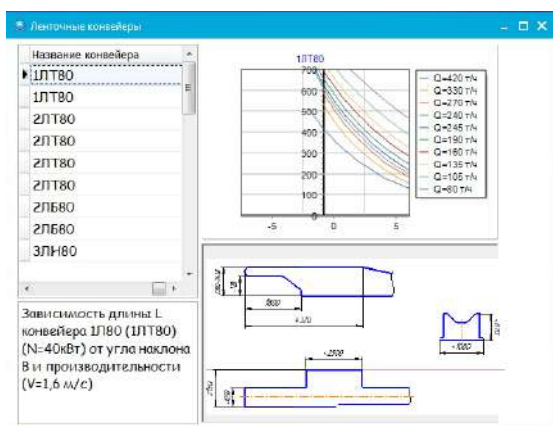 Ленточные конвейеры
Название конвейера
1ЛТ80
1ЛТ80
2ЛТ80
2ЛТ80
2ЛТ80
2ЛТ80
2ЛБ80
2ЛБ80
3ЛН80
Зависимость длины L
конвейера 1Л80 (1ЛТ80)
(N=40кВт) от угла наклона
В и производительности
(V=1,6 м/с)
1ЛТ80
700
600
500
400
300
200
100
0
-5 0 5
Q=420 т/ч
Q=330 т/ч
Q=270 т/ч
Q=240 т/ч
Q=245 т/ч
Q=190 т/ч
Q=160 т/ч
Q=135 т/ч
Q=105 т/ч
Q=80 т/ч